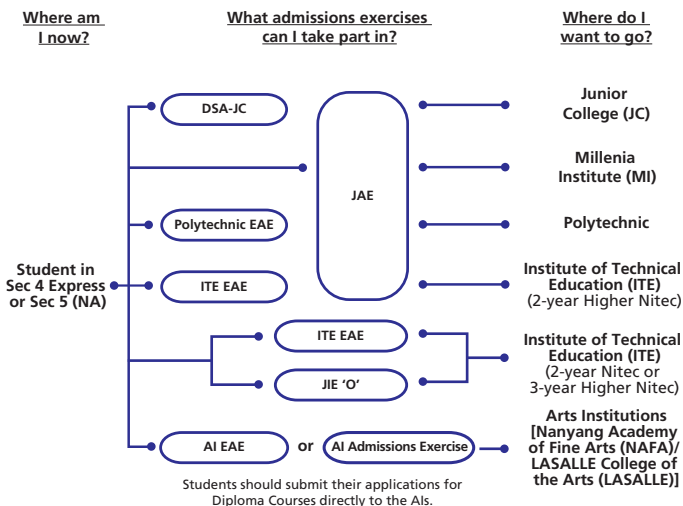 Where am
I now?
What admissions exercises
can I take part in?
Where do I
want to go?
Student in
Sec 4 Express
or Sec 5 (NA)
DSA-JC
JAE
Polytechnic EAE
ITE EAE
ITE EAE
JIE 'O'
AI EAE
or
AI Admissions Exercise
Students should submit their applications for
Diploma Courses directly to the AIs.
Junior
College (JC)
Millenia
Institute (MI)
Polytechnic
Institute of Technical
Education (ITE)
(2-year Higher Nitec)
Institute of Technical
Education (ITE)
(2-year Nitec or
3-year Higher Nitec)
Arts Institutions
[Nanyang Academy
of Fine Arts (NAFA)/
LASALLE College of
the Arts (LASALLE)]